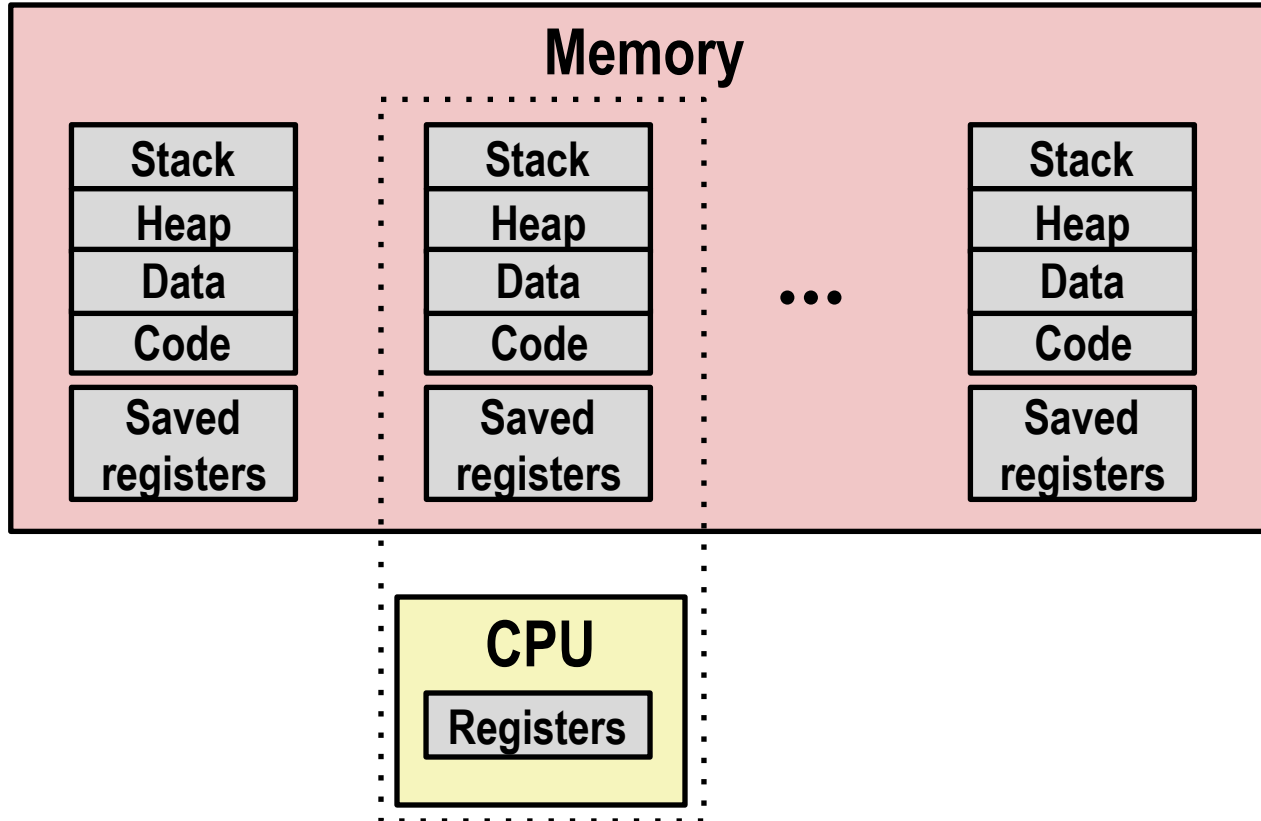 Memory
Stack
Heap
Data
Code
Saved
registers
Stack
Heap
Data
Code
Saved
registers
...
Stack
Heap
Data
Code
Saved
registers
CPU
Registers